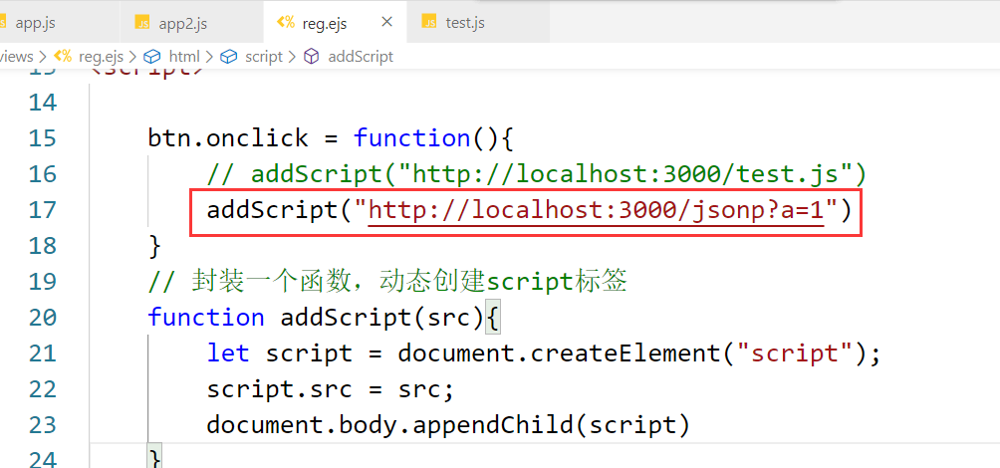 JS app.js
JS app2.js
<% reg.ejs ×
JS test.js
views > <% reg.ejs > html > script > addScript
13 <script>
14
15 btn.onclick = function(){
16 // addScript("http://localhost:3000/test.js")
17 addScript("http://localhost:3000/jsonp?a=1")
18 }
19 // 封装一个函数，动态创建script标签
20 function addScript(src){
21 let script = document.createElement("script");
22 script.src = src;
23 document.body.appendChild(script)
24 }